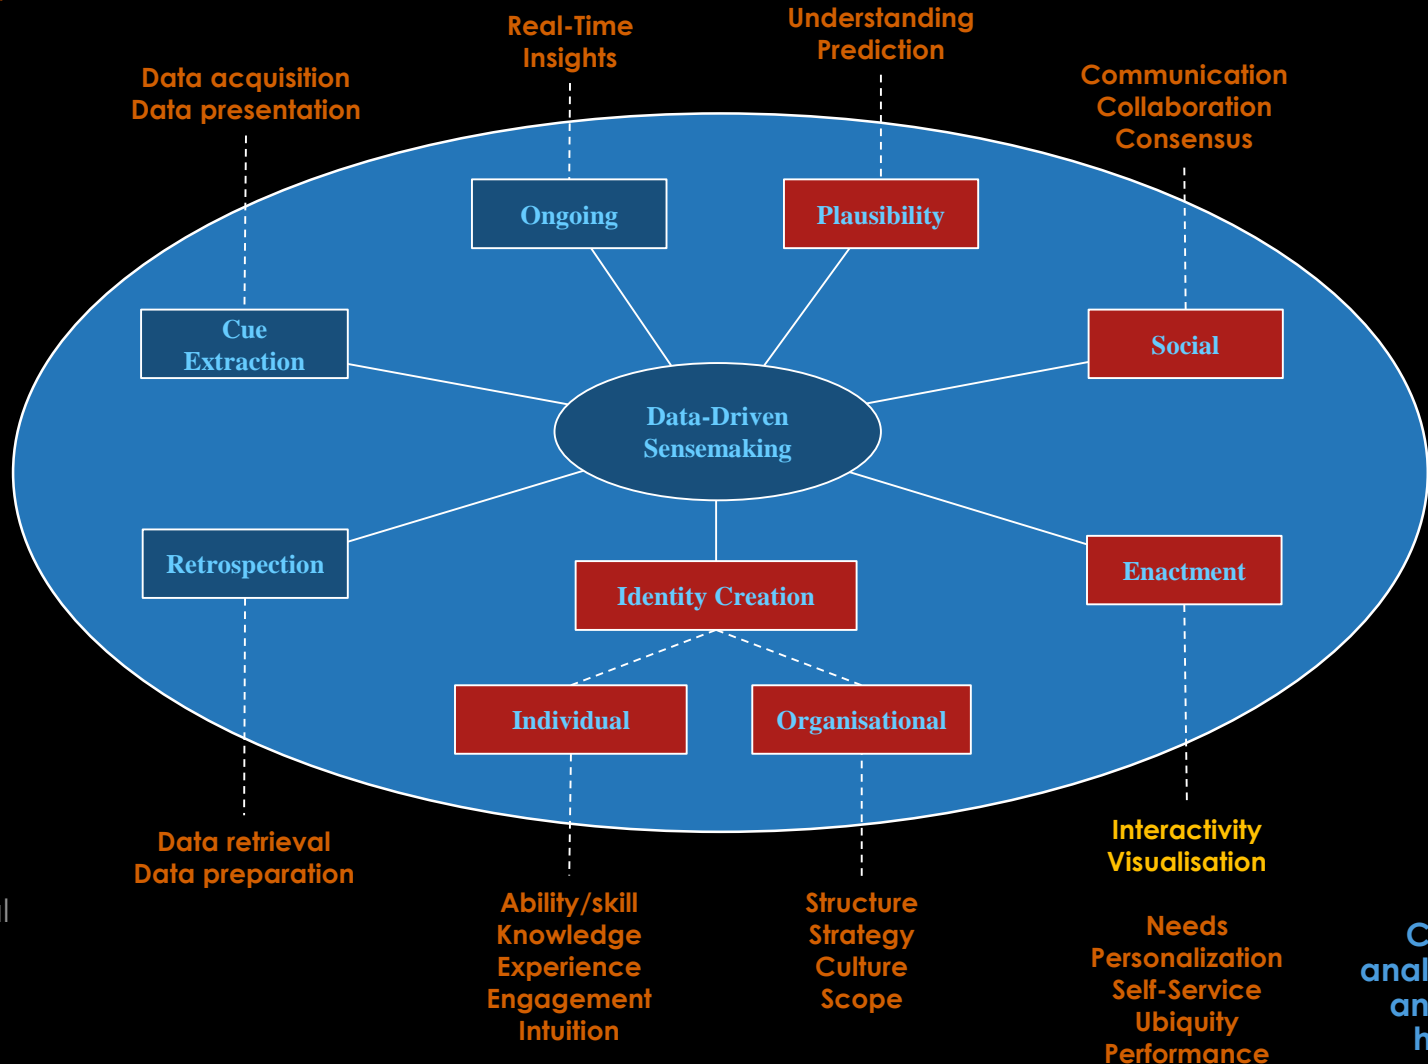 Real-Time
Insights
Understanding
Prediction
Data acquisition
Data presentation
Communication
Collaboration
Consensus
Ongoing
Plausibility
Cue
Extraction
Social
Data-Driven
Sensemaking
Retrospection
Identity Creation
Enactment
Individual
Organisational
Data retrieval
Data preparation
Interactivity
Visualisation
Ability/skill
Knowledge
Experience
Engagement
Intuition
Structure
Strategy
Culture
Scope
Needs
Personalization
Self-Service
Ubiquity
Performance